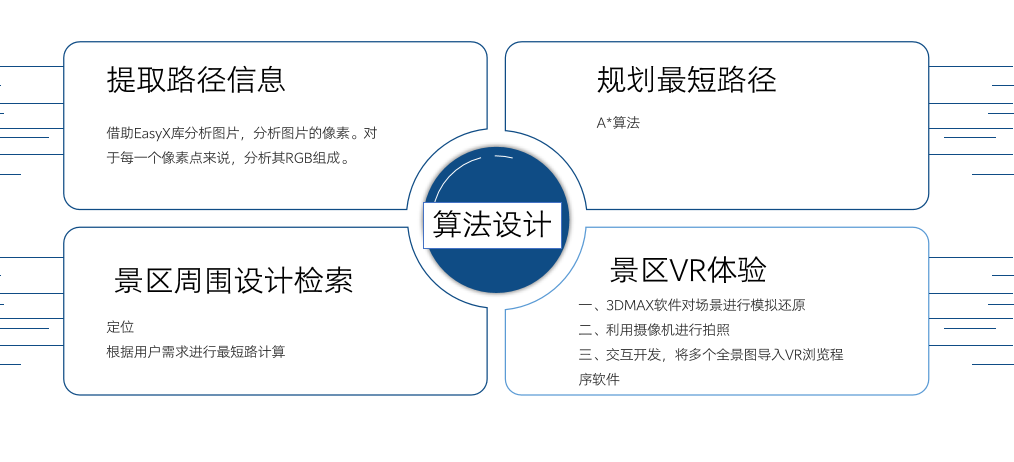 提取路径信息
借助EasyX库分析图片，分析图片的像素。对
于每一个像素点来说，分析其RGB组成。
规划最短路径
A*算法
算法设计
景区周围设计检索
定位
根据用户需求进行最短路计算
景区VR体验
一、3DMAX软件对场景进行模拟还原
二、利用摄像机进行拍照
三、交互开发，将多个全景图导入VR浏览程
序软件